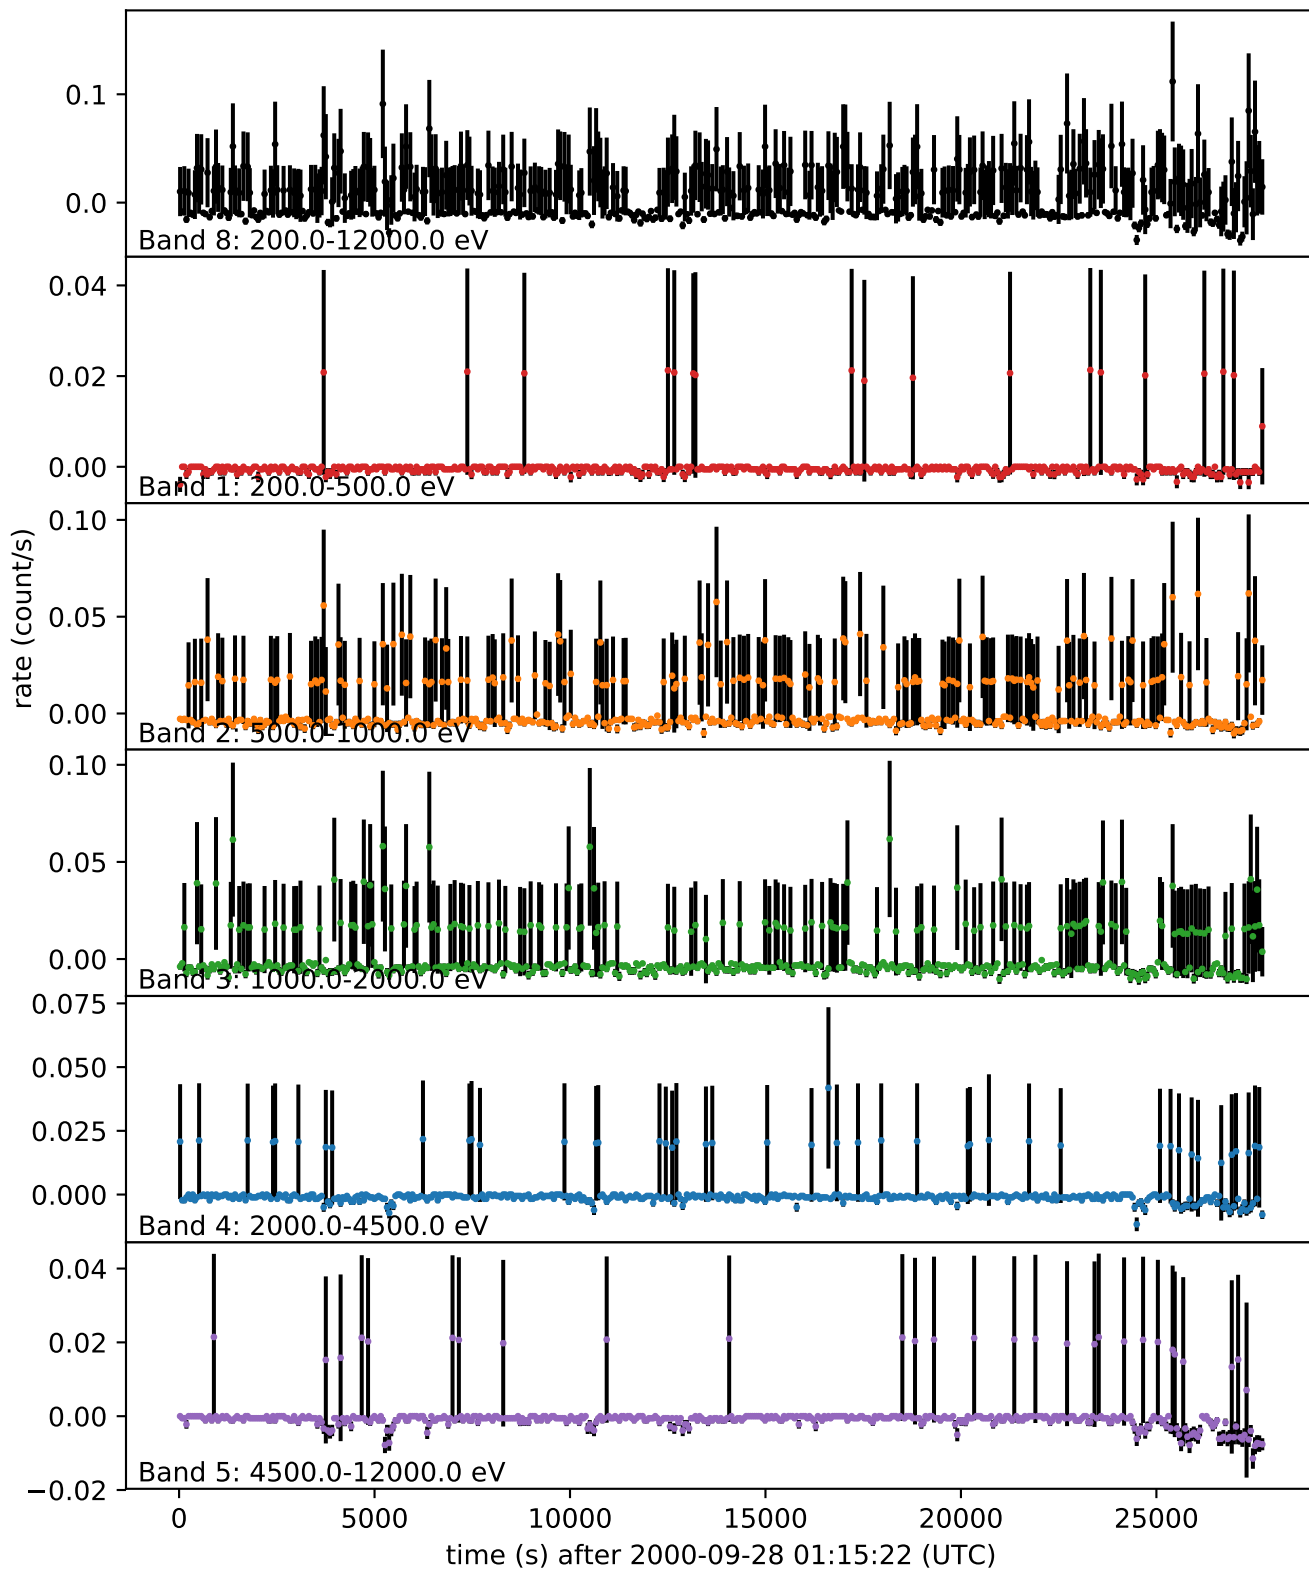 0.1
0.0
Band 8: 200.0-12000.0 eV
0.04
0.02
0.00
Band 1: 200.0-500.0 eV
0.10
0.05
0.00
Band 2: 500.0-1000.0 eV
rate (count/s)
0.10
0.05
0.00
Band 3: 1000.0-2000.0 eV
0.075
0.050
0.025
0.000
Band 4: 2000.0-4500.0 eV
0.04
0.02
0.00
−0.02
Band 5: 4500.0-12000.0 eV
0 5000 10000 15000 20000 25000
time (s) after 2000-09-28 01:15:22 (UTC)